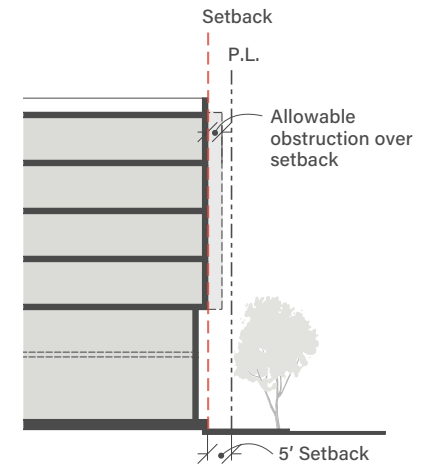 Setback
P.L.
Allowable
obstruction over
setback
5’ Setback